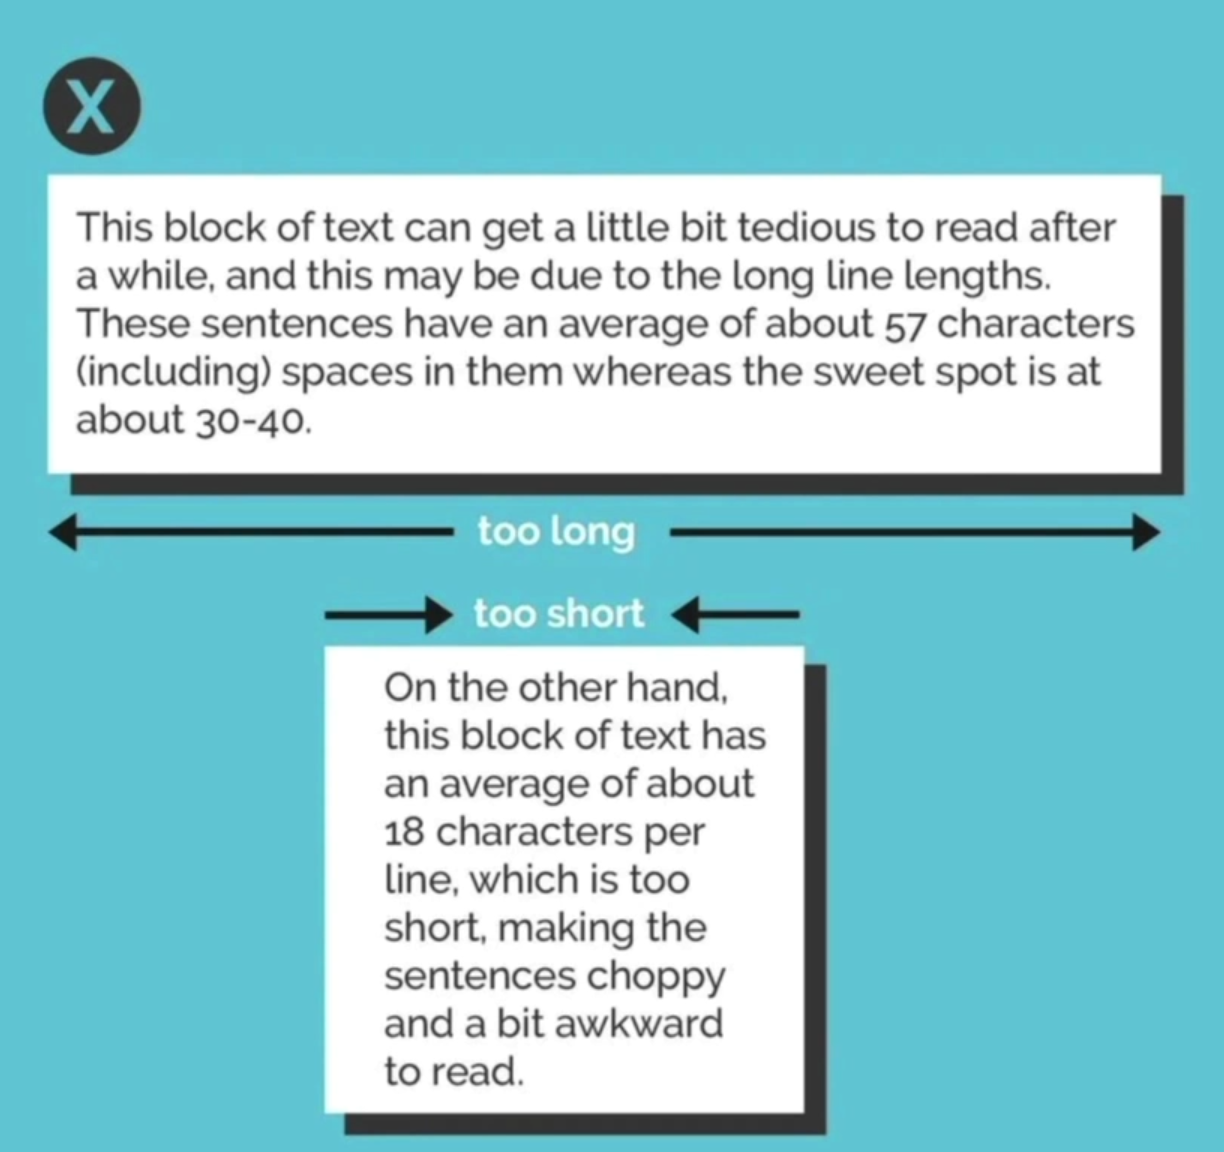 X
This block of text can get a little bit tedious to read after
a while, and this may be due to the long line lengths.
These sentences have an average of about 57 characters
(including) spaces in them whereas the sweet spot is at
about 30-40.
too long
too short
On the other hand,
this block of text has
an average of about
18 characters per
line, which is too
short, making the
sentences choppy
and a bit awkward
to read.